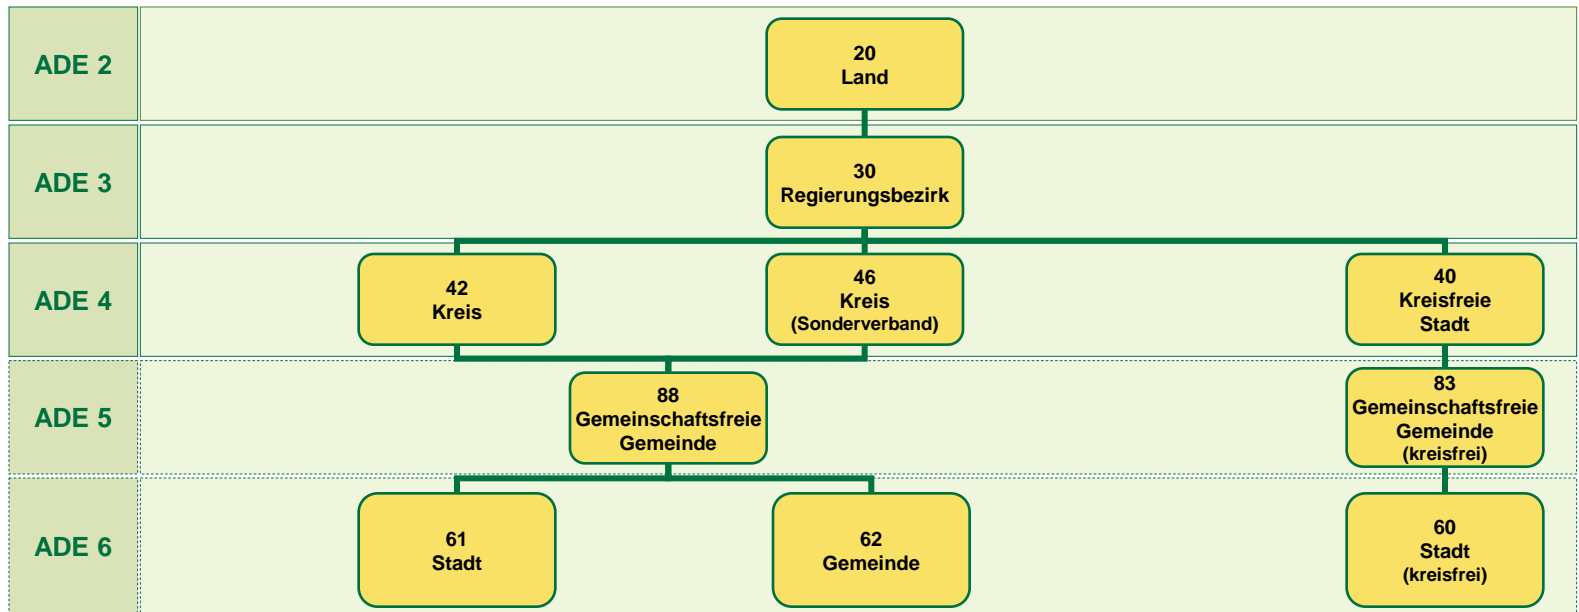 ADE 2
20
Land
ADE 3
30
Regierungsbezirk
ADE 4
42
Kreis
46
Kreis
(Sonderverband)
40
Kreisfreie
Stadt
ADE 5
88
Gemeinschaftsfreie
Gemeinde
83
Gemeinschaftsfreie
Gemeinde
(kreisfrei)
ADE 6
61
Stadt
62
Gemeinde
60
Stadt
(kreisfrei)